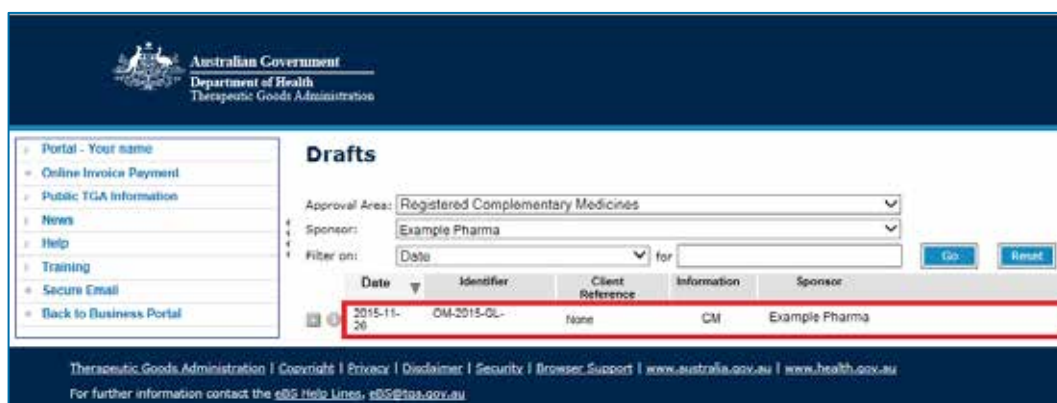 Australian Government
Department of Health
Therapeutic Goods Administration
Portal - Your name
Online Invoice Payment
Public TGA Information
News
Help
Training
Secure Email
Back to Business Portal
Drafts
Approval Area: Registered Complementary Medicines
Sponsor: Example Pharma
Filter on: Date for Go Reset
Date Identifier Client Reference Information Sponsor
2015-11-26 OM-2015-GL- None CM Example Pharma
Therapeutic Goods Administration | Copyright | Privacy | Disclaimer | Security | Browser Support | www.australia.gov.au | www.health.gov.au
For further information contact the eBS Help Lines, eBS@tga.gov.au